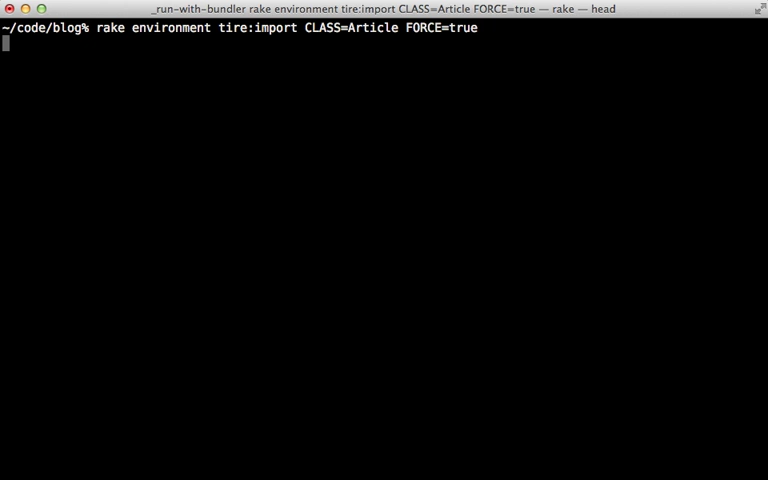 _run-with-bundler rake environment tire:import CLASS=Article FORCE=true — rake — head
~/code/blog% rake environment tire:import CLASS=Article FORCE=true